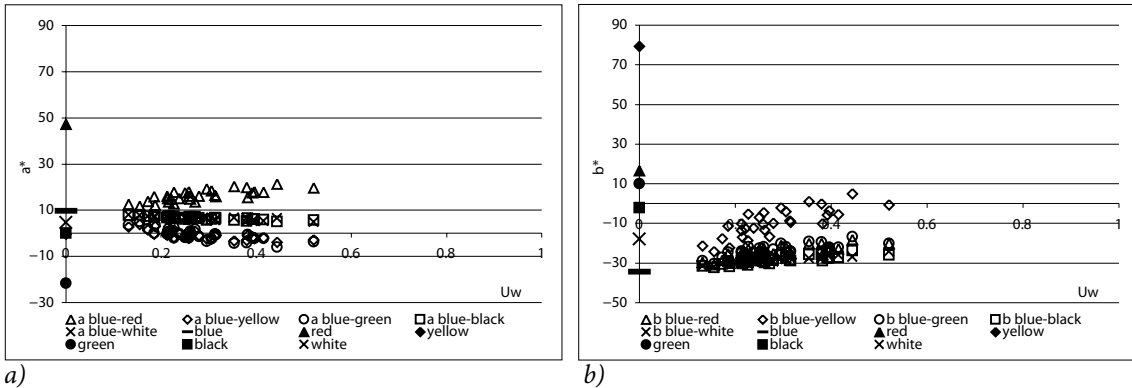 90
70
50
30
10
−10
−30
a*
0
0.2
0.4
0.6
0.8
1
Uw
a blue-red a blue-yellow a blue-green a blue-black
a blue-white blue red yellow
green black white
a)
90
70
50
30
10
−10
−30
−50
b*
0
0.2
0.4
0.6
0.8
1
Uw
b blue-red b blue-yellow b blue-green b blue-black
b blue-white blue red yellow
green black white
b)